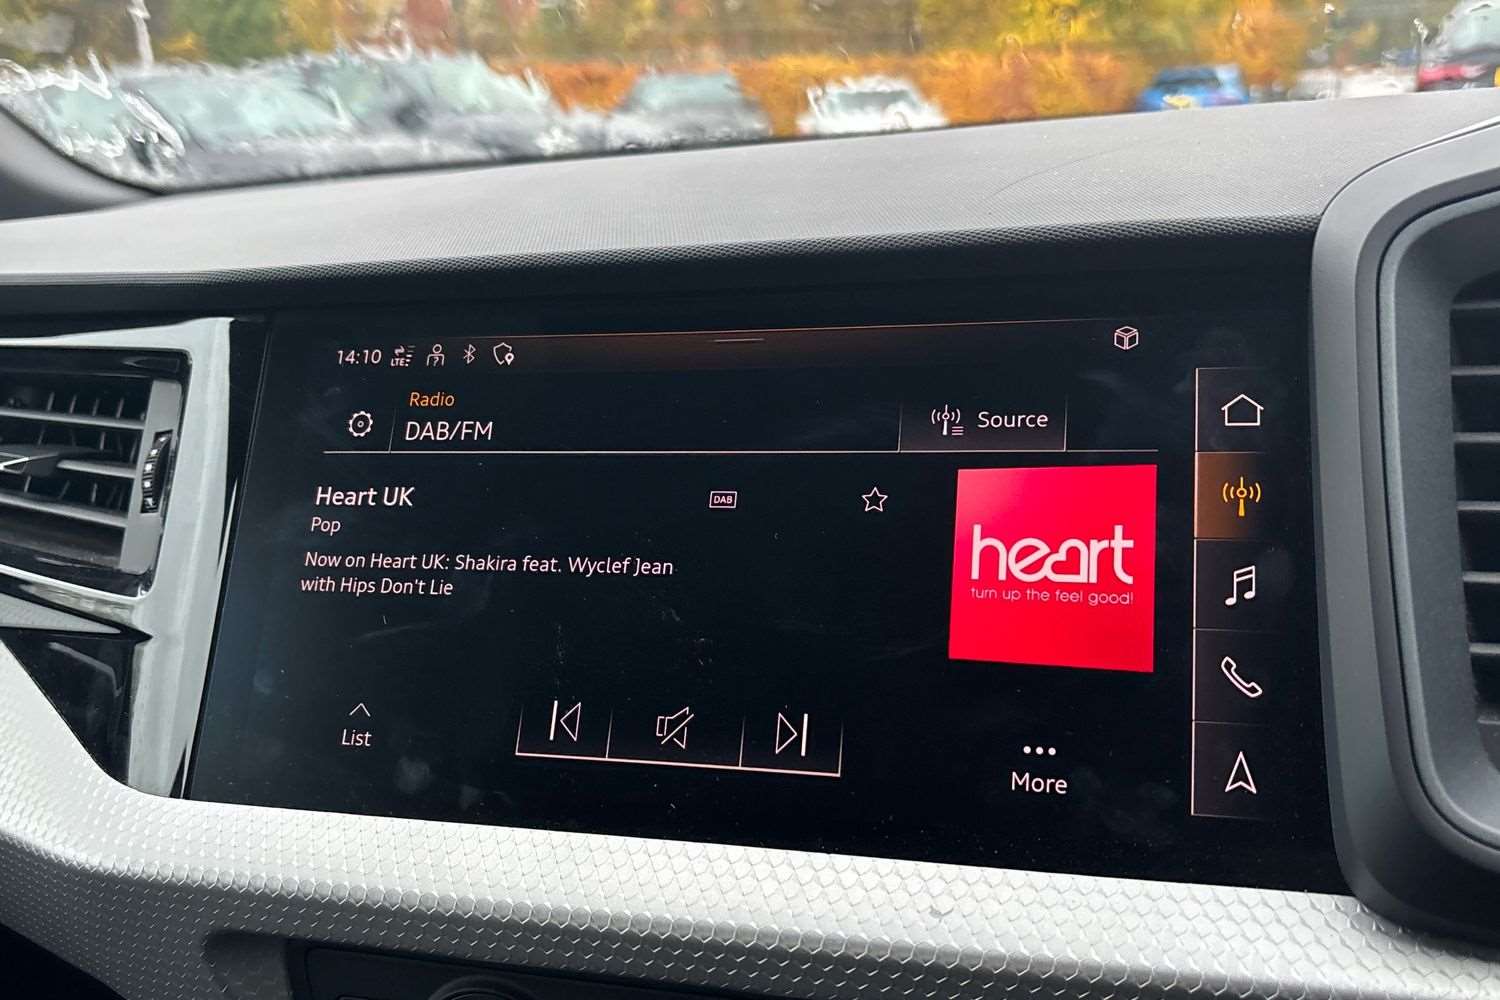 14:10 LTE
Radio
DAB/FM
Source
Heart UK
DAB
Pop
Now on Heart UK: Shakira feat. Wyclef Jean
with Hips Don't Lie
heart
turn up the feel good!
List
More